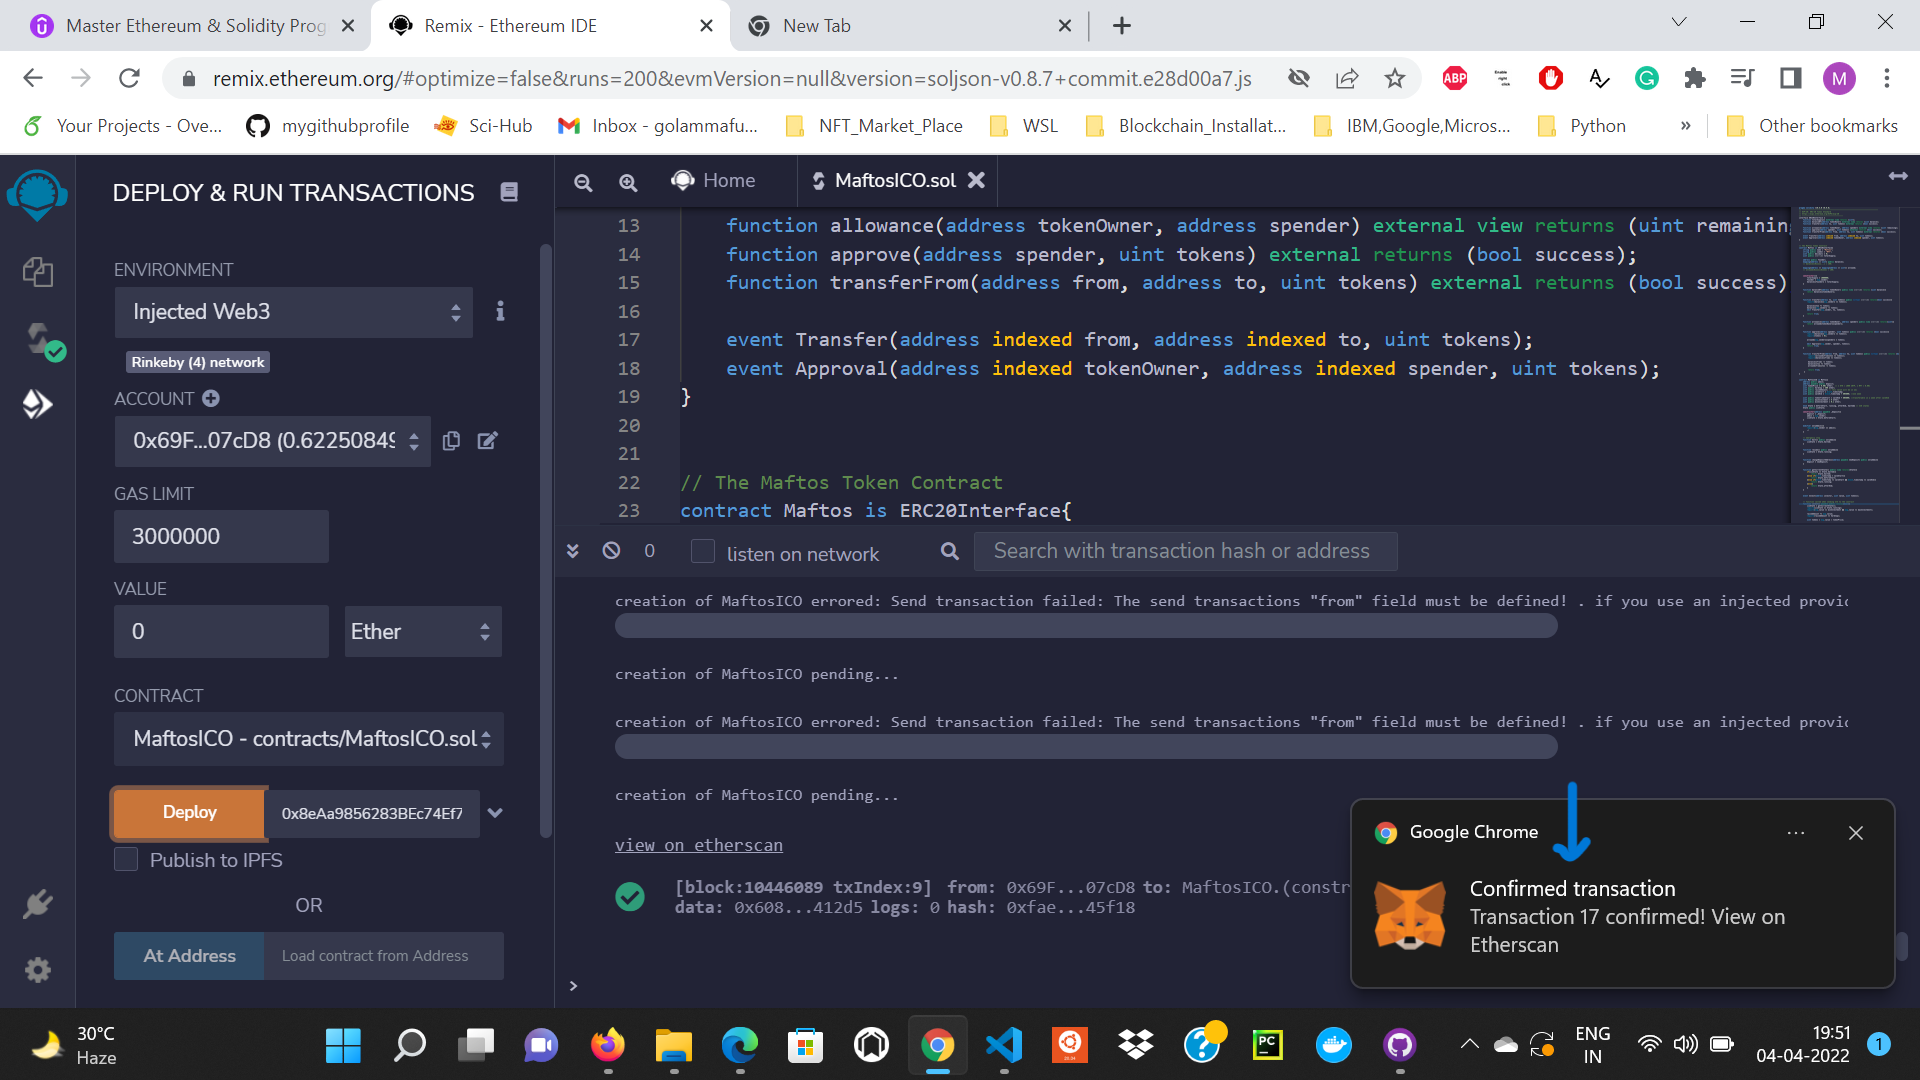 Master Ethereum & Solidity Prog
Remix - Ethereum IDE
New Tab
remix.ethereum.org/#optimize=false&runs=200&evmVersion=null&version=soljson-v0.8.7+commit.e28d00a7.js
ABP
M
Your Projects - Ove...
mygithubprofile
Sci-Hub
Inbox - golammafu...
NFT_Market_Place
WSL
Blockchain_Installat...
IBM,Google,Micros...
Python
»
Other bookmarks
DEPLOY & RUN TRANSACTIONS
ENVIRONMENT
Injected Web3
Rinkeby (4) network
ACCOUNT
0x69F...07cD8 (0.62250849
GAS LIMIT
3000000
VALUE
0
Ether
CONTRACT
MaftosICO - contracts/MaftosICO.sol
Deploy
0x8eAa9856283BEc74Ef7
Publish to IPFS
OR
At Address
Load contract from Address
Home
MaftosICO.sol
13 function allowance(address tokenOwner, address spender) external view returns (uint remainin
14 function approve(address spender, uint tokens) external returns (bool success);
15 function transferFrom(address from, address to, uint tokens) external returns (bool success)
16
17 event Transfer(address indexed from, address indexed to, uint tokens);
18 event Approval(address indexed tokenOwner, address indexed spender, uint tokens);
19 }
20
21
22 // The Maftos Token Contract
23 contract Maftos is ERC20Interface{
0
listen on network
Search with transaction hash or address
creation of MaftosICO errored: Send transaction failed: The send transactions "from" field must be defined! . if you use an injected provid
creation of MaftosICO pending...
creation of MaftosICO errored: Send transaction failed: The send transactions "from" field must be defined! . if you use an injected provid
creation of MaftosICO pending...
view on etherscan
[block:10446089 txIndex:9] from: 0x69F...07cD8 to: MaftosICO.(constr
data: 0x608...412d5 logs: 0 hash: 0xfae...45f18
>
Google Chrome
Confirmed transaction
Transaction 17 confirmed! View on
Etherscan
30°C
Haze
PC
ENG
IN
19:51
04-04-2022
1